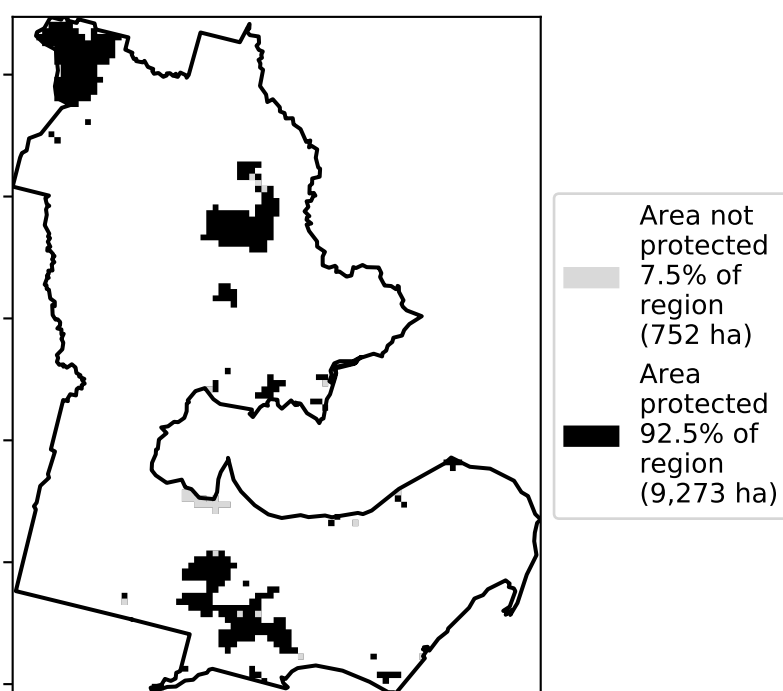 Area not
protected
7.5% of
region
(752 ha)
Area
protected
92.5% of
region
(9,273 ha)